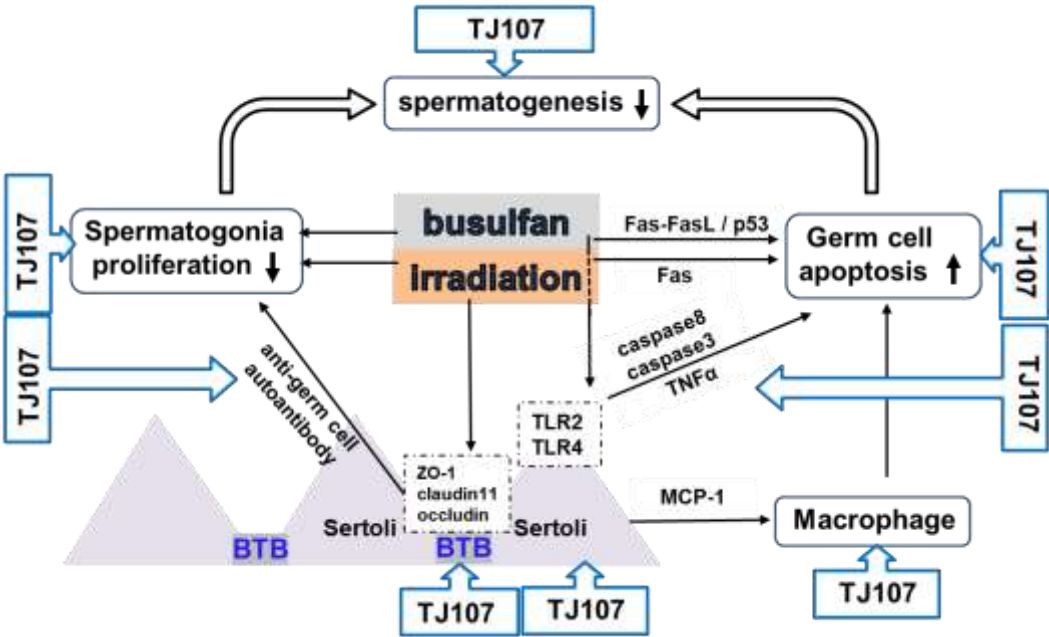 TJ107
spermatogenesis
TJ107
Spermatogonia
proliferation
busulfan
irradiation
Fas-FasL / p53
Fas
Germ cell
apoptosis
TJ107
TJ107
anti-germ cell
autoantibody
caspase8
caspase3
TNFα
TJ107
TLR2
TLR4
ZO-1
claudin11
occludin
Sertoli
Sertoli
BTB
BTB
MCP-1
Macrophage
TJ107
TJ107
TJ107